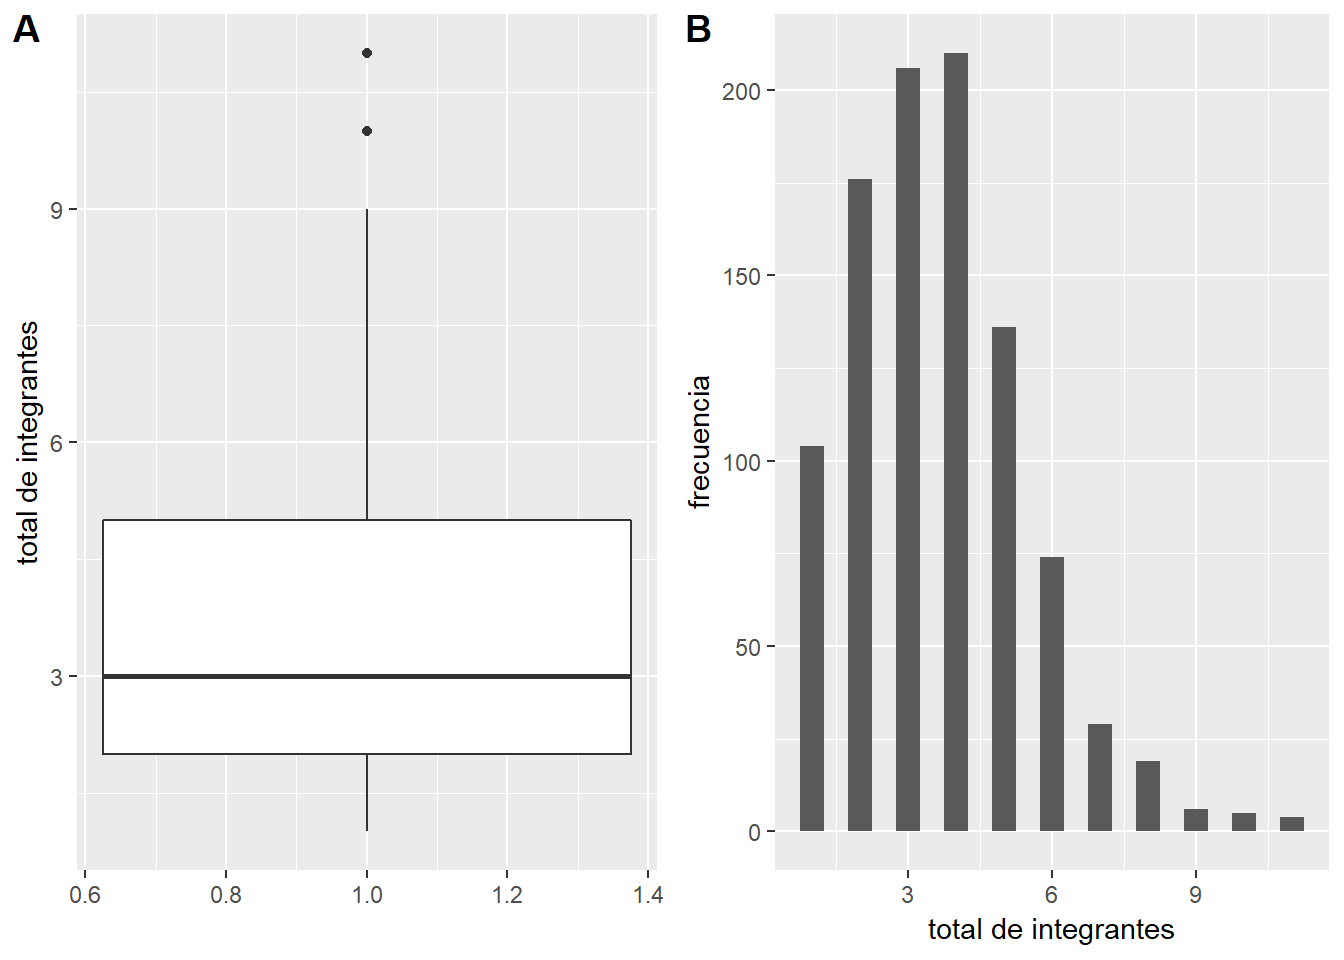 A
total de integrantes
9
6
3
0.6 0.8 1.0 1.2 1.4
B
frecuencia
200
150
100
50
0
3 6 9
total de integrantes